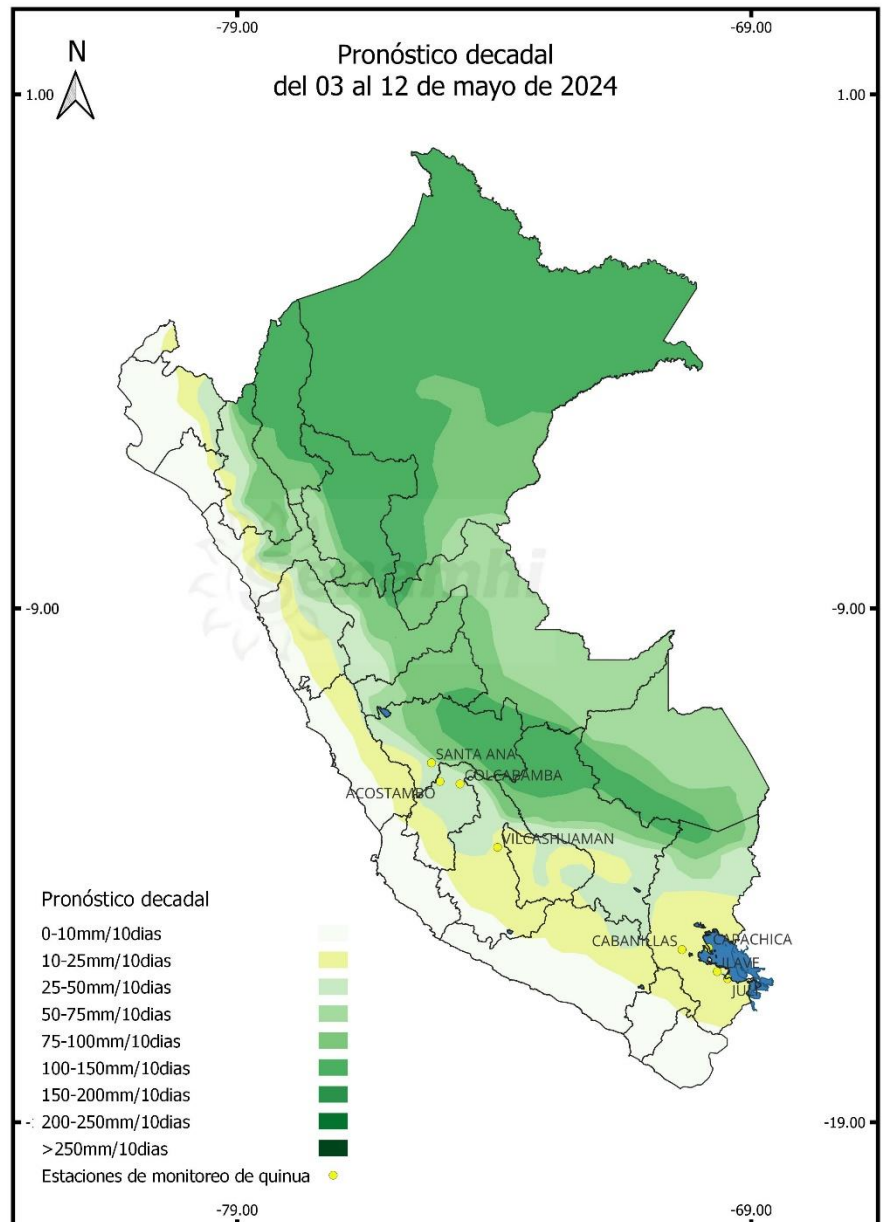 -79.00
-69.00
Pronóstico decadal
del 03 al 12 de mayo de 2024
N
1.00
1.00
-9.00
-9.00
Senamhi
SANTA ANA
COLCABAMBA
ACOSTAMBO
VILCASHUAMAN
CABANILLAS
CAPACHICA
ILAVE
Pronóstico decadal
0-10mm/10dias
10-25mm/10dias
25-50mm/10dias
50-75mm/10dias
75-100mm/10dias
100-150mm/10dias
150-200mm/10dias
200-250mm/10dias
>250mm/10dias
Estaciones de monitoreo de quinua
-19.00
-79.00
-69.00